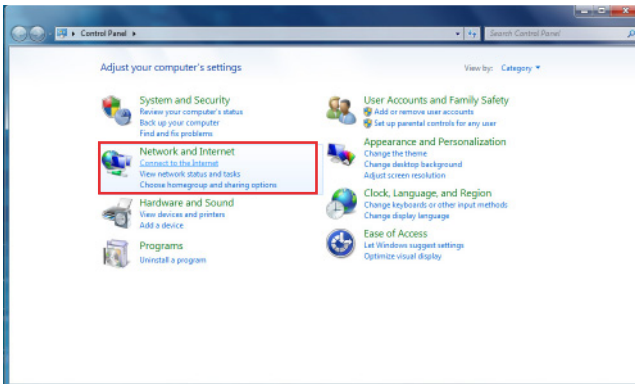 Control Panel
Search Control Panel
Adjust your computer's settings
View by: Category
System and Security
Review your computer's status
Back up your computer
Find and fix problems
Network and Internet
Connect to the Internet
View network status and tasks
Choose homegroup and sharing options
Hardware and Sound
View devices and printers
Add a device
Programs
Uninstall a program
User Accounts and Family Safety
Add or remove user accounts
Set up parental controls for any user
Appearance and Personalization
Change the theme
Change desktop background
Adjust screen resolution
Clock, Language, and Region
Change keyboards or other input methods
Change display language
Ease of Access
Let Windows suggest settings
Optimize visual display